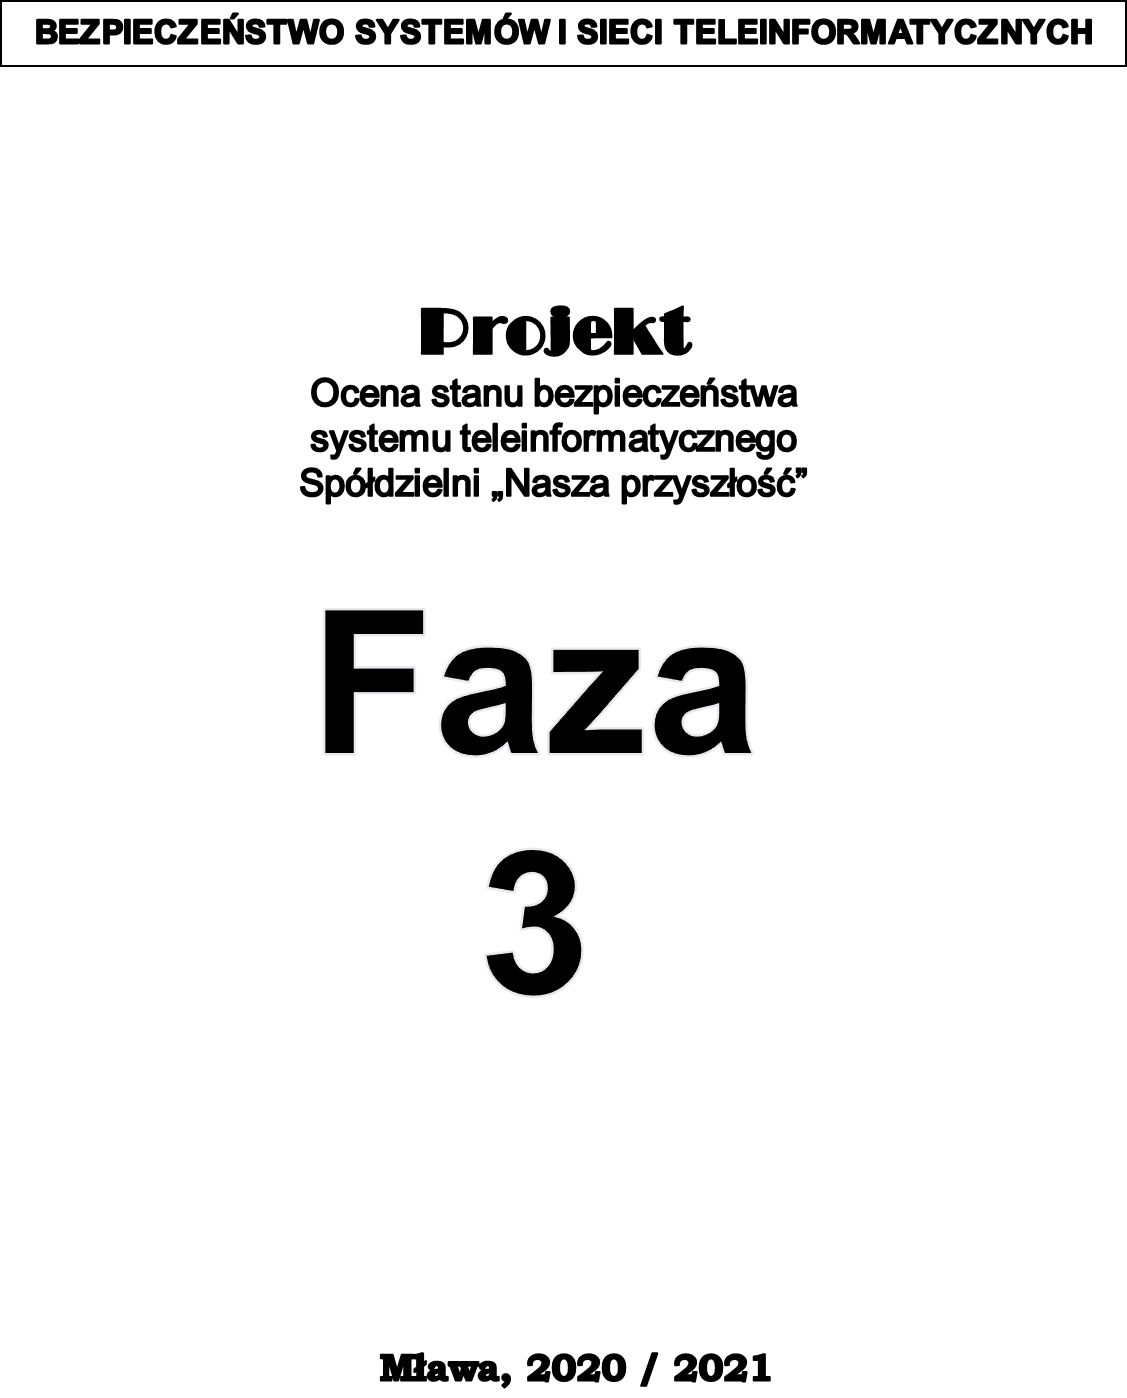 BEZPIECZEŃSTWO SYSTEMÓW I SIECI TELEINFORMATYCZNYCH
Projekt
Ocena stanu bezpieczeństwa
systemu teleinformatycznego
Spółdzielni „Nasza przyszłość”
Faza
3
Mława, 2020 / 2021